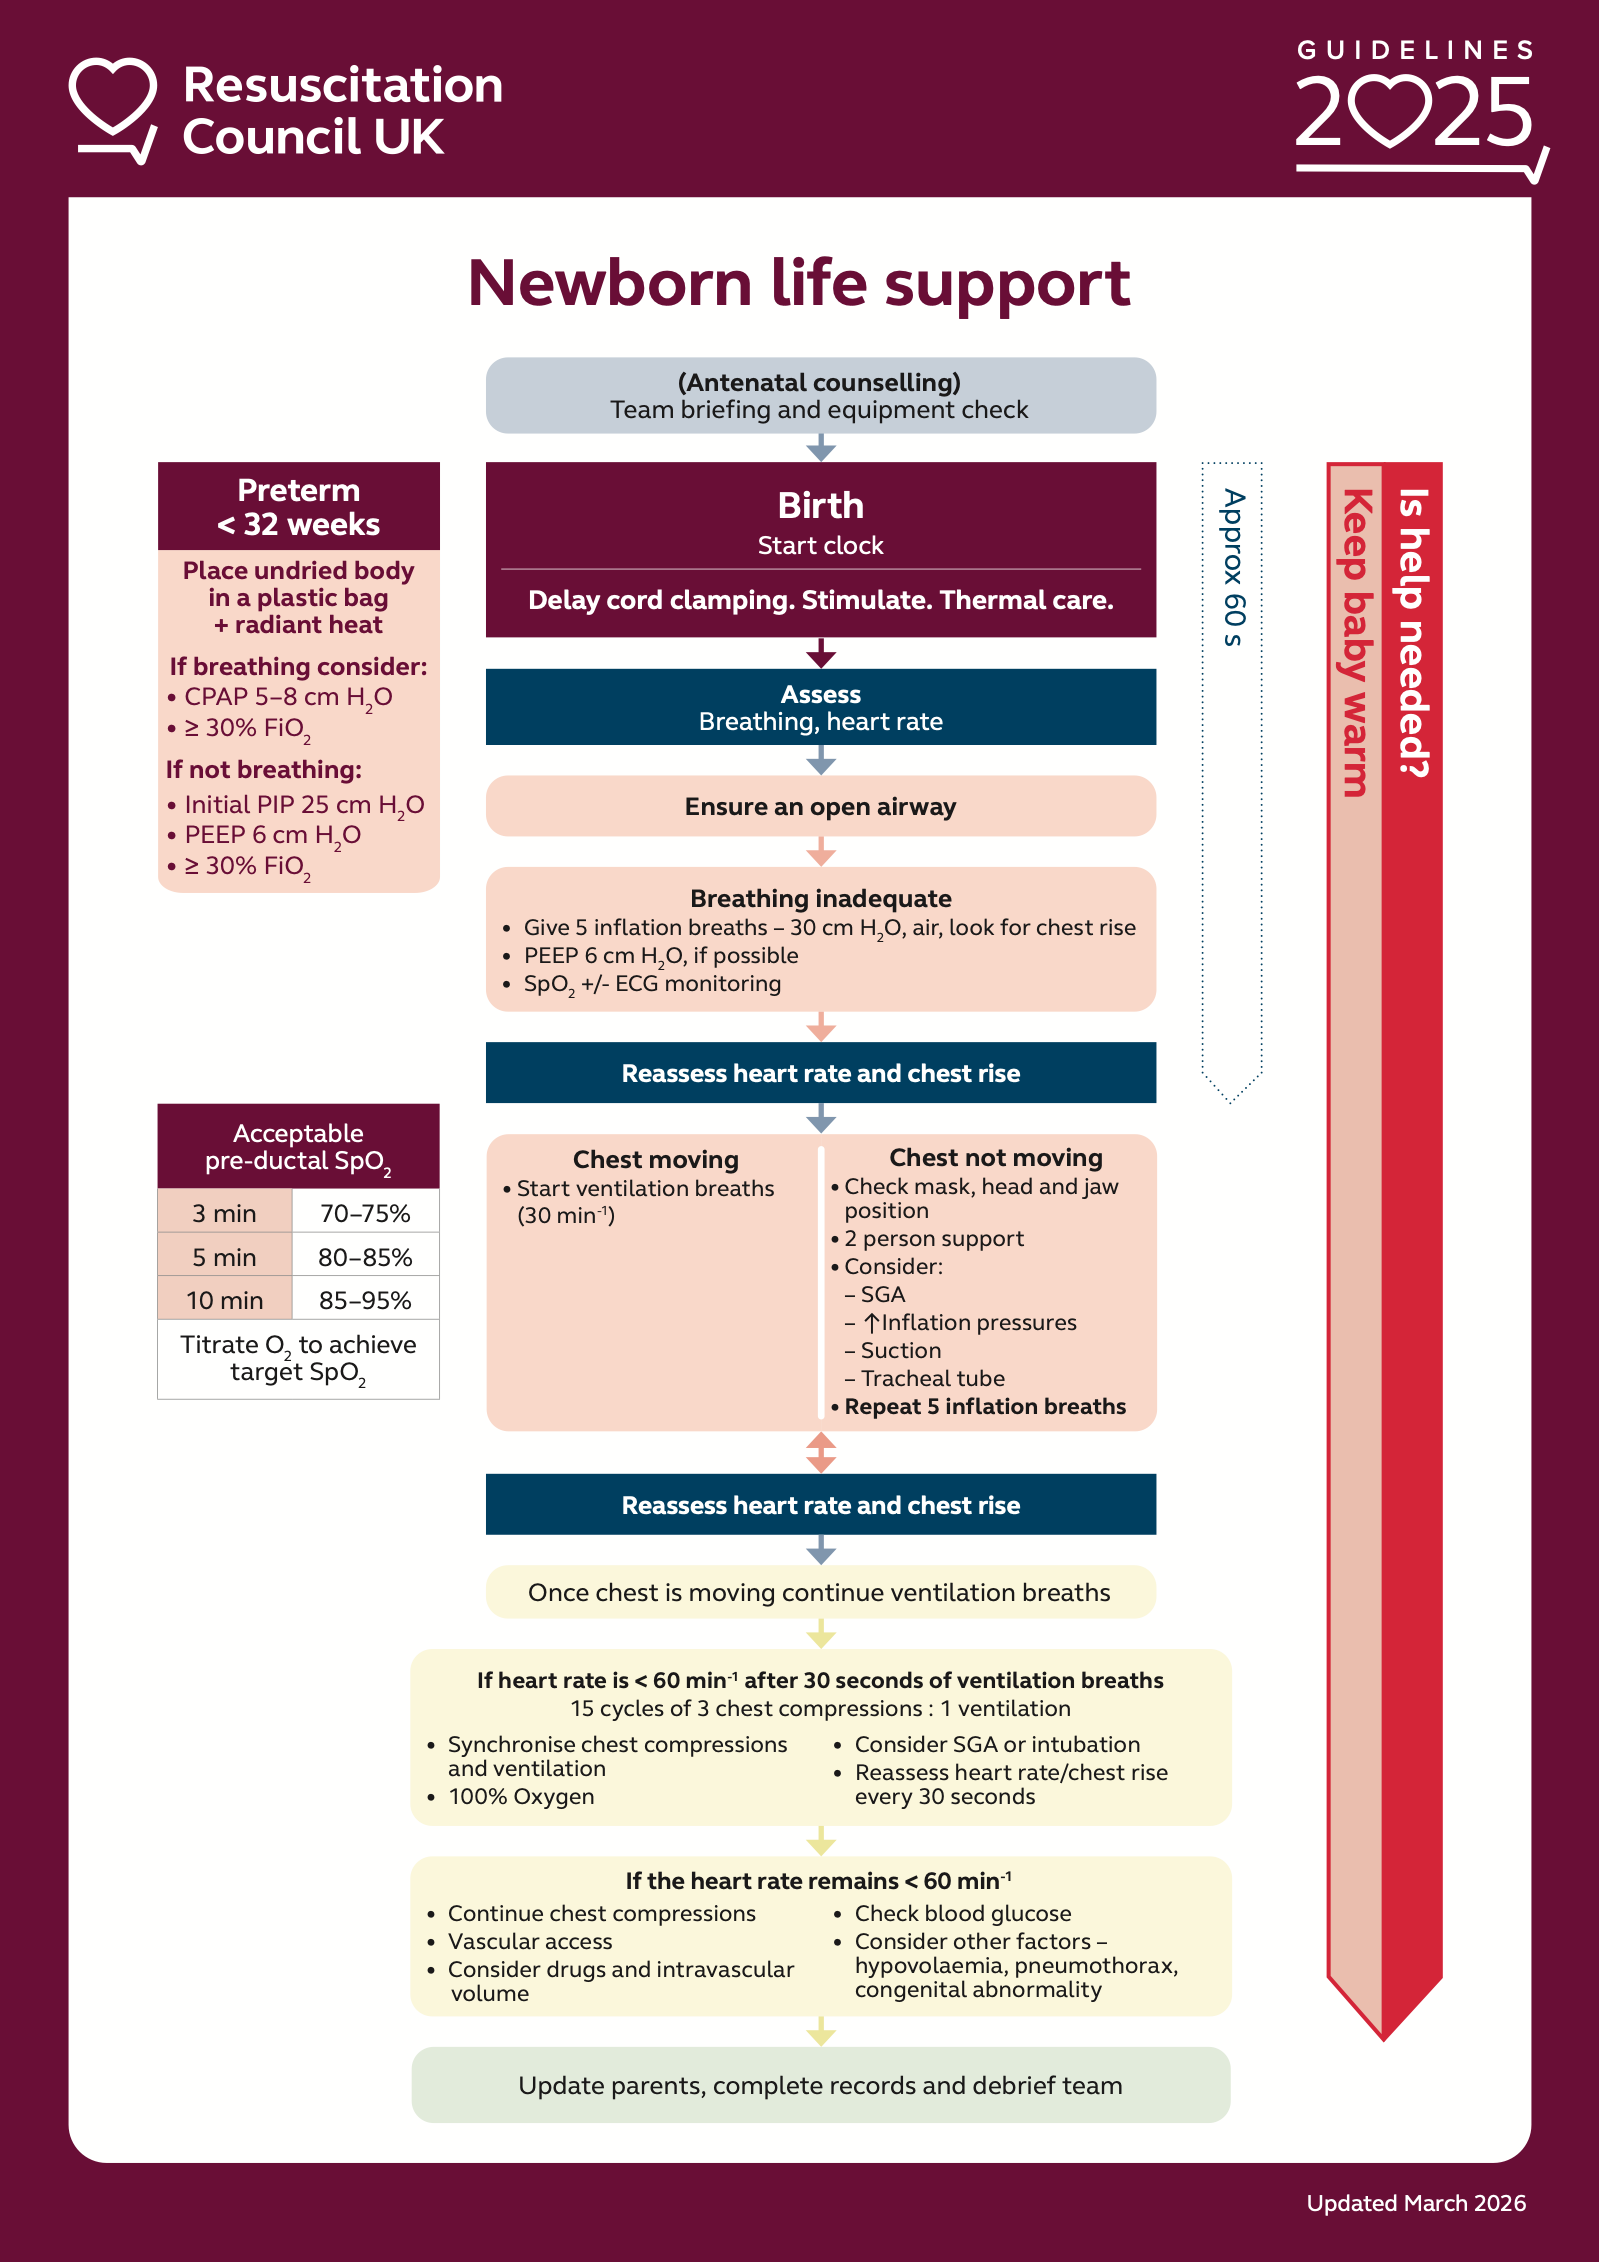 Resuscitation
Council UK
GUIDELINES
2025
Newborn life support
(Antenatal counselling)
Team briefing and equipment check
Birth
Start clock
Delay cord clamping. Stimulate. Thermal care.
Assess
Breathing, heart rate
Ensure an open airway
Breathing inadequate
• Give 5 inflation breaths – 30 cm H₂O, air, look for chest rise
• PEEP 6 cm H₂O, if possible
• SpO₂ +/- ECG monitoring
Reassess heart rate and chest rise
Preterm
< 32 weeks
Place undried body
in a plastic bag
+ radiant heat
If breathing consider:
• CPAP 5–8 cm H₂O
• ≥ 30% FiO₂
If not breathing:
• Initial PIP 25 cm H₂O
• PEEP 6 cm H₂O
• ≥ 30% FiO₂
Approx 60 s
Keep baby warm
Is help needed?
Acceptable
pre-ductal SpO₂
3 min 70–75%
5 min 80–85%
10 min 85–95%
Titrate O₂ to achieve
target SpO₂
Chest moving
• Start ventilation breaths
(30 min⁻¹)
Chest not moving
• Check mask, head and jaw
position
• 2 person support
• Consider:
– SGA
– ↑Inflation pressures
– Suction
– Tracheal tube
• Repeat 5 inflation breaths
Reassess heart rate and chest rise
Once chest is moving continue ventilation breaths
If heart rate is < 60 min⁻¹ after 30 seconds of ventilation breaths
15 cycles of 3 chest compressions : 1 ventilation
• Synchronise chest compressions
and ventilation
• 100% Oxygen
• Consider SGA or intubation
• Reassess heart rate/chest rise
every 30 seconds
If the heart rate remains < 60 min⁻¹
• Continue chest compressions
• Vascular access
• Consider drugs and intravascular
volume
• Check blood glucose
• Consider other factors –
hypovolaemia, pneumothorax,
congenital abnormality
Update parents, complete records and debrief team
Updated March 2026